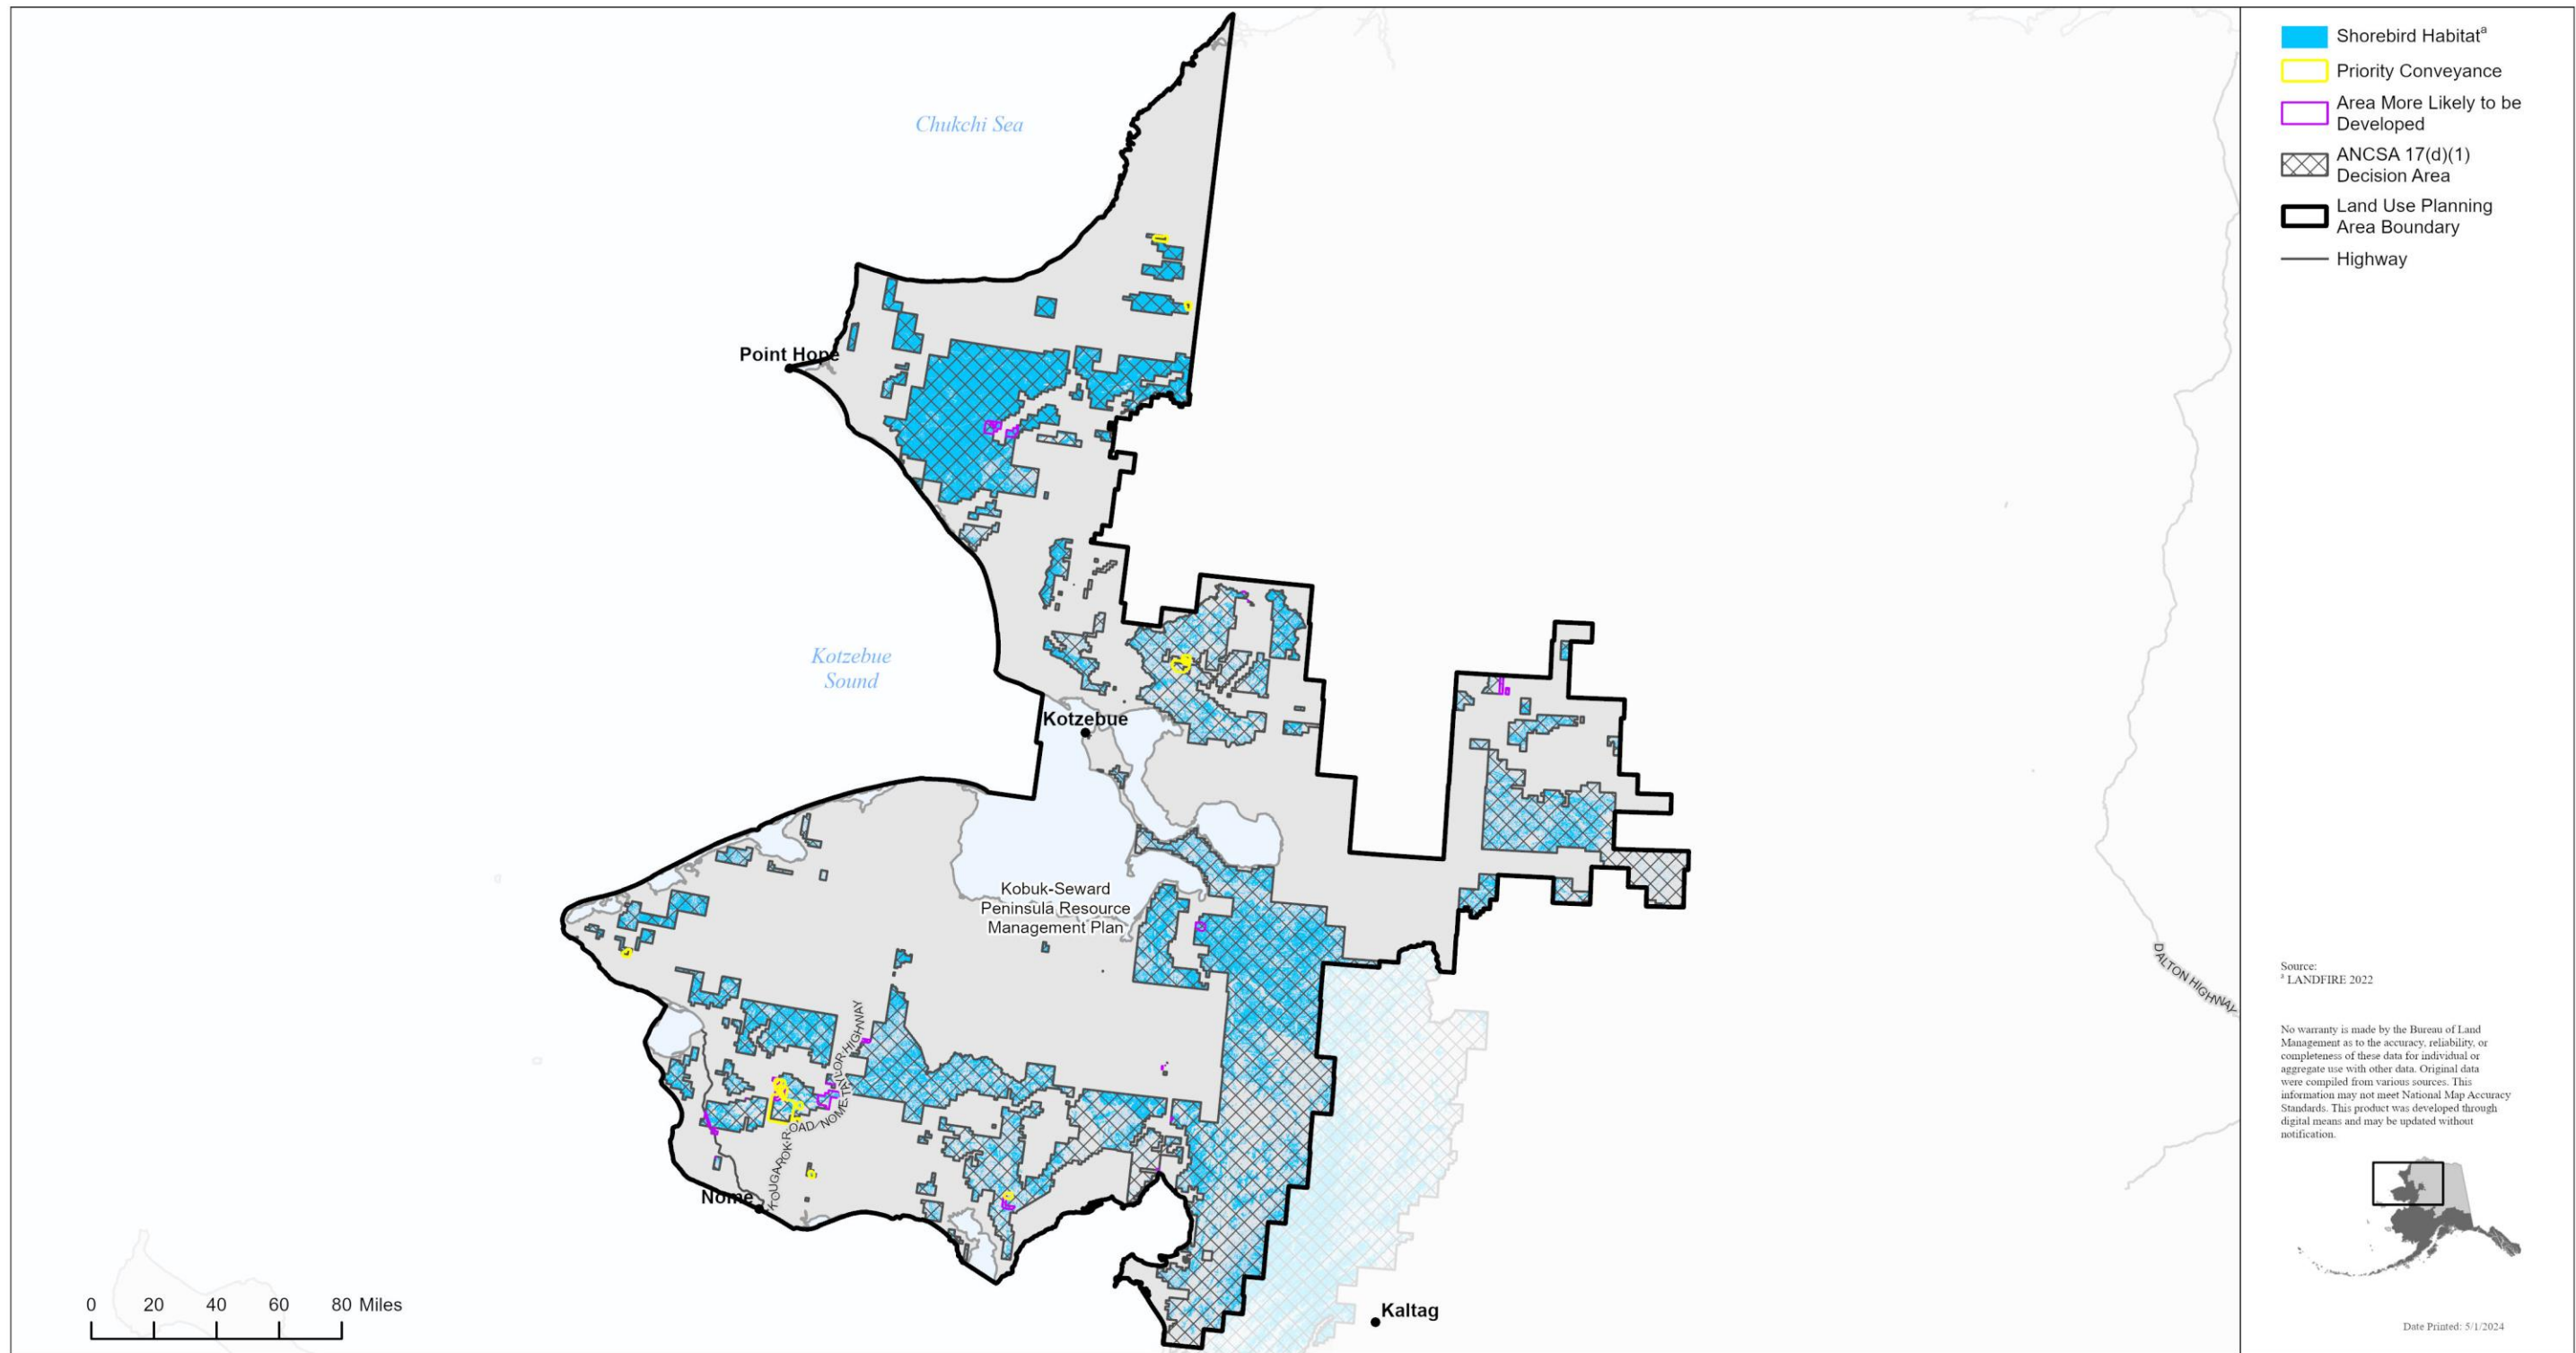 Chukchi Sea
Point Hope
Kotzebue
Sound
Kotzebue
Kobuk-Seward
Peninsula Resource
Management Plan
NOME-TAYLOR HIGHWAY
KOUGAROK ROAD
Nome
Kaltag
DALTON HIGHWAY
0 20 40 60 80 Miles
Shorebird Habitatª
Priority Conveyance
Area More Likely to be
Developed
ANCSA 17(d)(1)
Decision Area
Land Use Planning
Area Boundary
Highway
Source:
ª LANDFIRE 2022
No warranty is made by the Bureau of Land
Management as to the accuracy, reliability, or
completeness of these data for individual or
aggregate use with other data. Original data
were compiled from various sources. This
information may not meet National Map Accuracy
Standards. This product was developed through
digital means and may be updated without
notification.
Date Printed: 5/1/2024